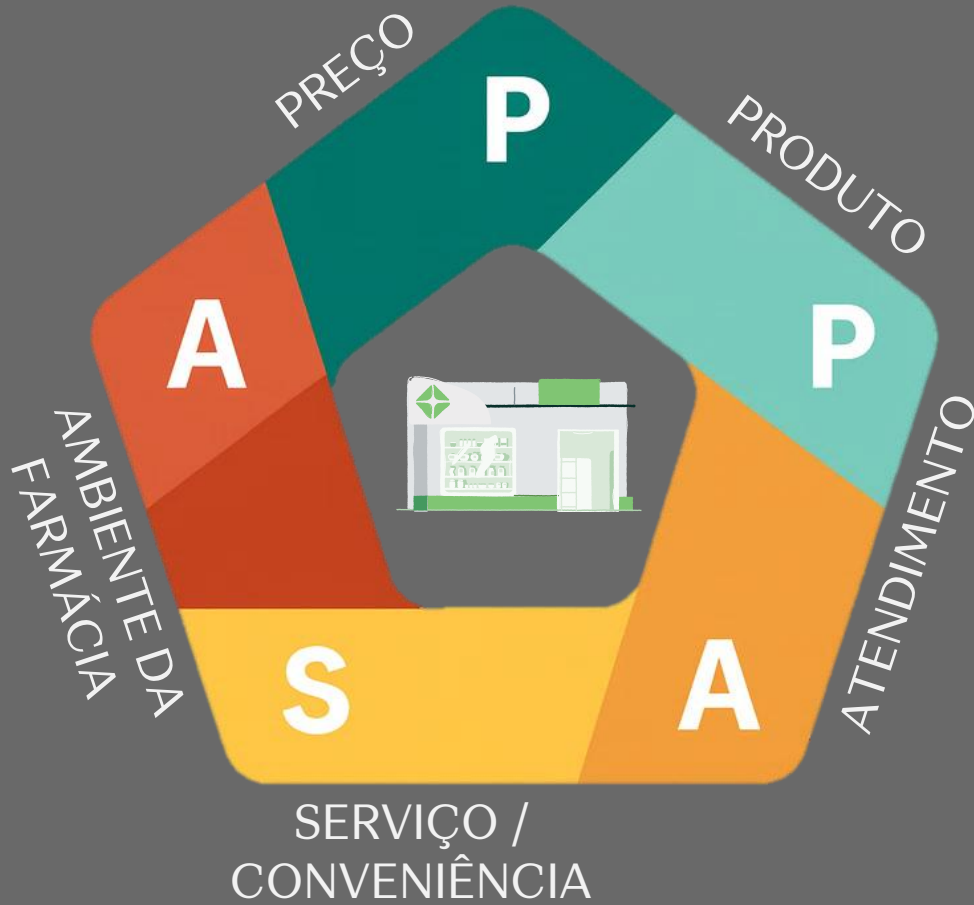 PREÇO
P
PRODUTO
P
A
AMBIENTE DA
FARMÁCIA
ATENDIMENTO
S
A
SERVIÇO /
CONVENIÊNCIA